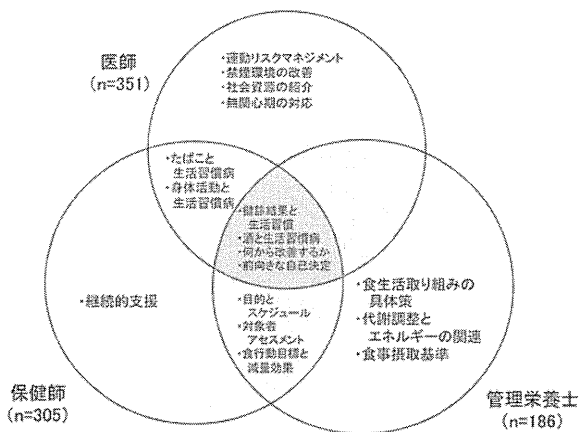 医師
(n=351)
・運動リスクマネジメント
・禁煙環境の改善
・社会資源の紹介
・無関心期の対応
・たばこと
生活習慣病
・身体活動と
生活習慣病
・健診結果と
生活習慣
・酒と生活習慣病
・何から改善するか
・前向きな自己決定
・継続的支援
・目的と
スケジュール
・対象者
アセスメント
・食行動目標と
減量効果
・食生活取り組みの
具体策
・代謝調整と
エネルギーの関連
・食事摂取基準
保健師
(n=305)
管理栄養士
(n=186)